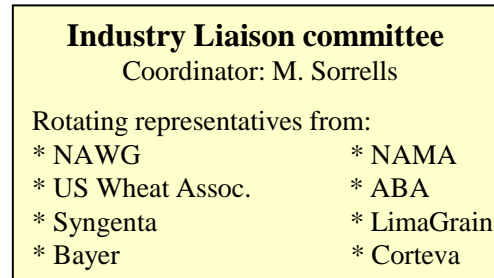 Industry Liaison committee
Coordinator: M. Sorrells
Rotating representatives from:
* NAWG * NAMA
* US Wheat Assoc. * ABA
* Syngenta * LimaGrain
* Bayer * Corteva